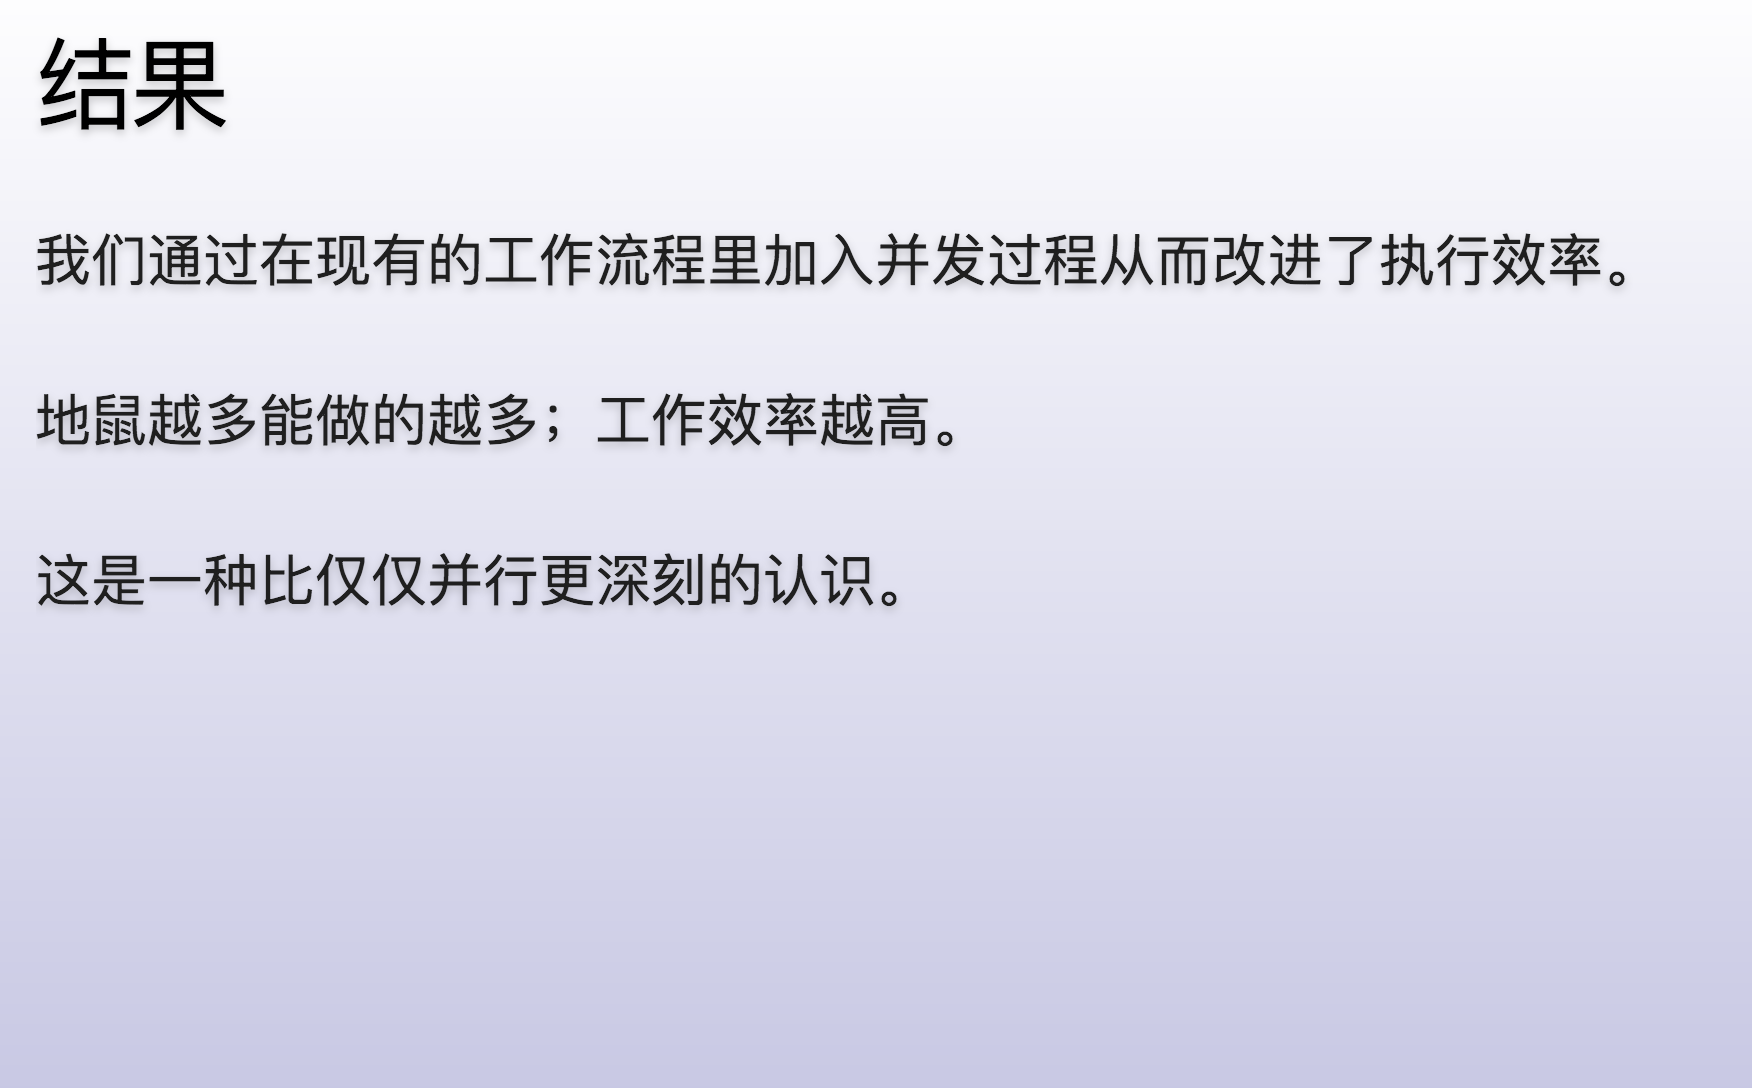 结果
我们通过在现有的工作流程里加入并发过程从而改进了执行效率。
地鼠越多能做的越多；工作效率越高。
这是一种比仅仅并行更深刻的认识。